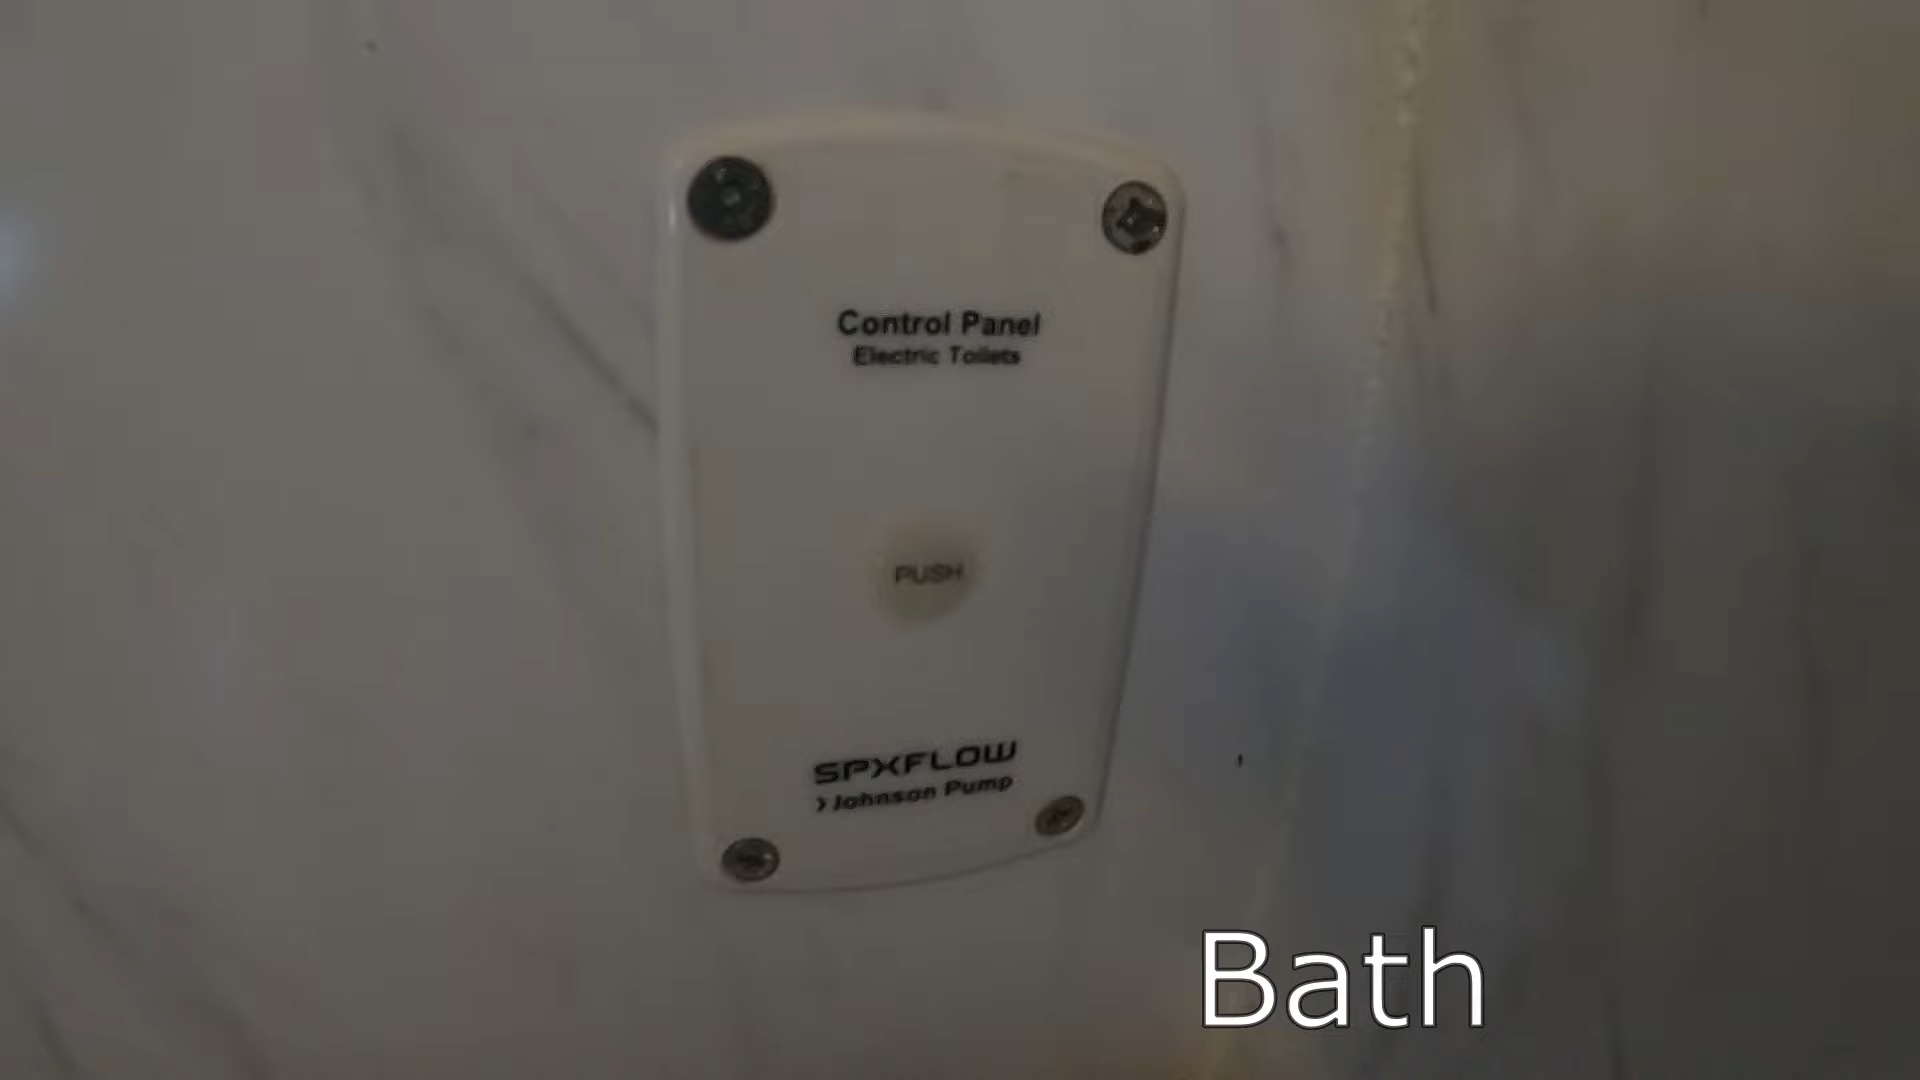 Control Panel
Electric Toilets
PUSH
SPXFLOW
›Johnson Pump
Bath